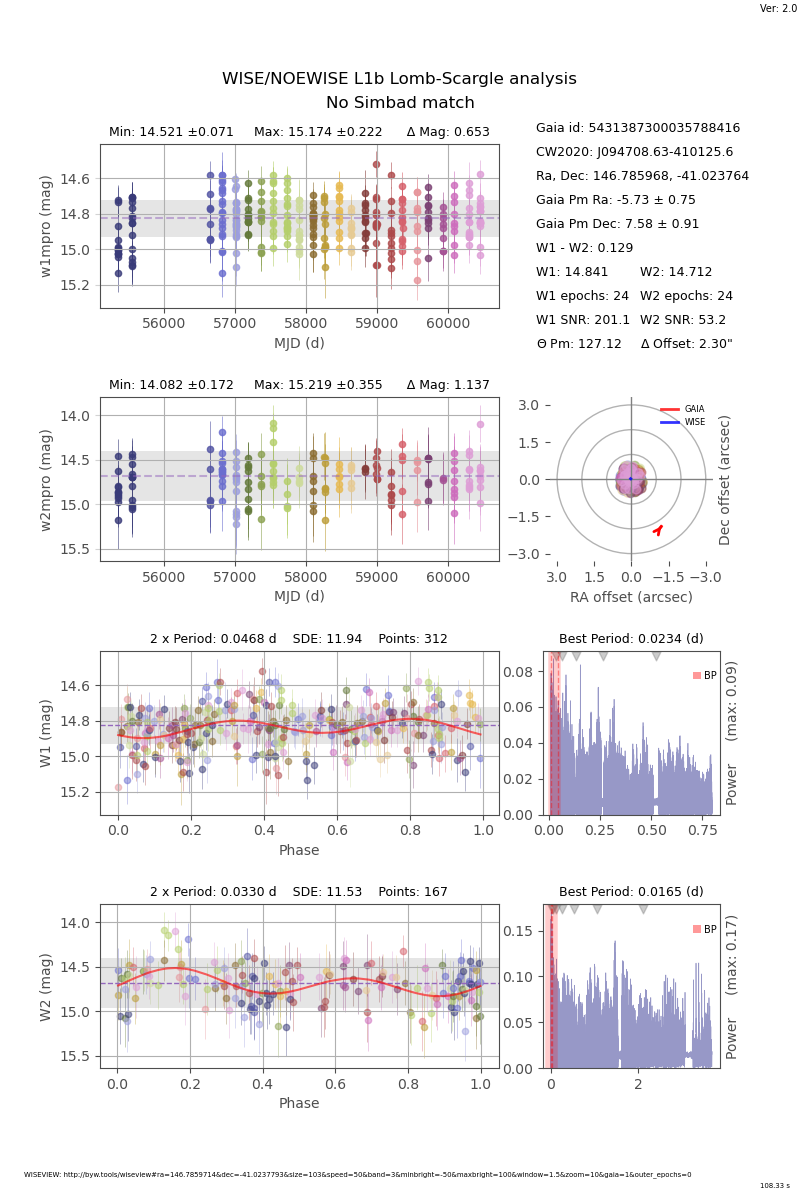 Ver: 2.0
WISE/NOEWISE L1b Lomb-Scargle analysis
No Simbad match
Min: 14.521 ±0.071 Max: 15.174 ±0.222 Δ Mag: 0.653
14.6
14.8
15.0
15.2
w1mpro (mag)
56000 57000 58000 59000 60000
MJD (d)
Gaia id: 5431387300035788416
CW2020: J094708.63-410125.6
Ra, Dec: 146.785968, -41.023764
Gaia Pm Ra: -5.73 ± 0.75
Gaia Pm Dec: 7.58 ± 0.91
W1 - W2: 0.129
W1: 14.841 W2: 14.712
W1 epochs: 24 W2 epochs: 24
W1 SNR: 201.1 W2 SNR: 53.2
Θ Pm: 127.12 Δ Offset: 2.30"
Min: 14.082 ±0.172 Max: 15.219 ±0.355 Δ Mag: 1.137
14.0
14.5
15.0
15.5
w2mpro (mag)
56000 57000 58000 59000 60000
MJD (d)
GAIA
WISE
3.0
1.5
0.0
−1.5
−3.0
Dec offset (arcsec)
3.0 1.5 0.0 −1.5 −3.0
RA offset (arcsec)
2 x Period: 0.0468 d SDE: 11.94 Points: 312
14.6
14.8
15.0
15.2
W1 (mag)
0.0 0.2 0.4 0.6 0.8 1.0
Phase
Best Period: 0.0234 (d)
BP
0.08
0.06
0.04
0.02
0.00
Power (max: 0.09)
0.00 0.25 0.50 0.75
2 x Period: 0.0330 d SDE: 11.53 Points: 167
14.0
14.5
15.0
15.5
W2 (mag)
0.0 0.2 0.4 0.6 0.8 1.0
Phase
Best Period: 0.0165 (d)
BP
0.15
0.10
0.05
0.00
Power (max: 0.17)
0 2
WISEVIEW: http://byw.tools/wiseview#ra=146.7859714&dec=-41.0237793&size=103&speed=50&band=3&minbright=-50&maxbright=100&window=1.5&zoom=10&gaia=1&outer_epochs=0
108.33 s